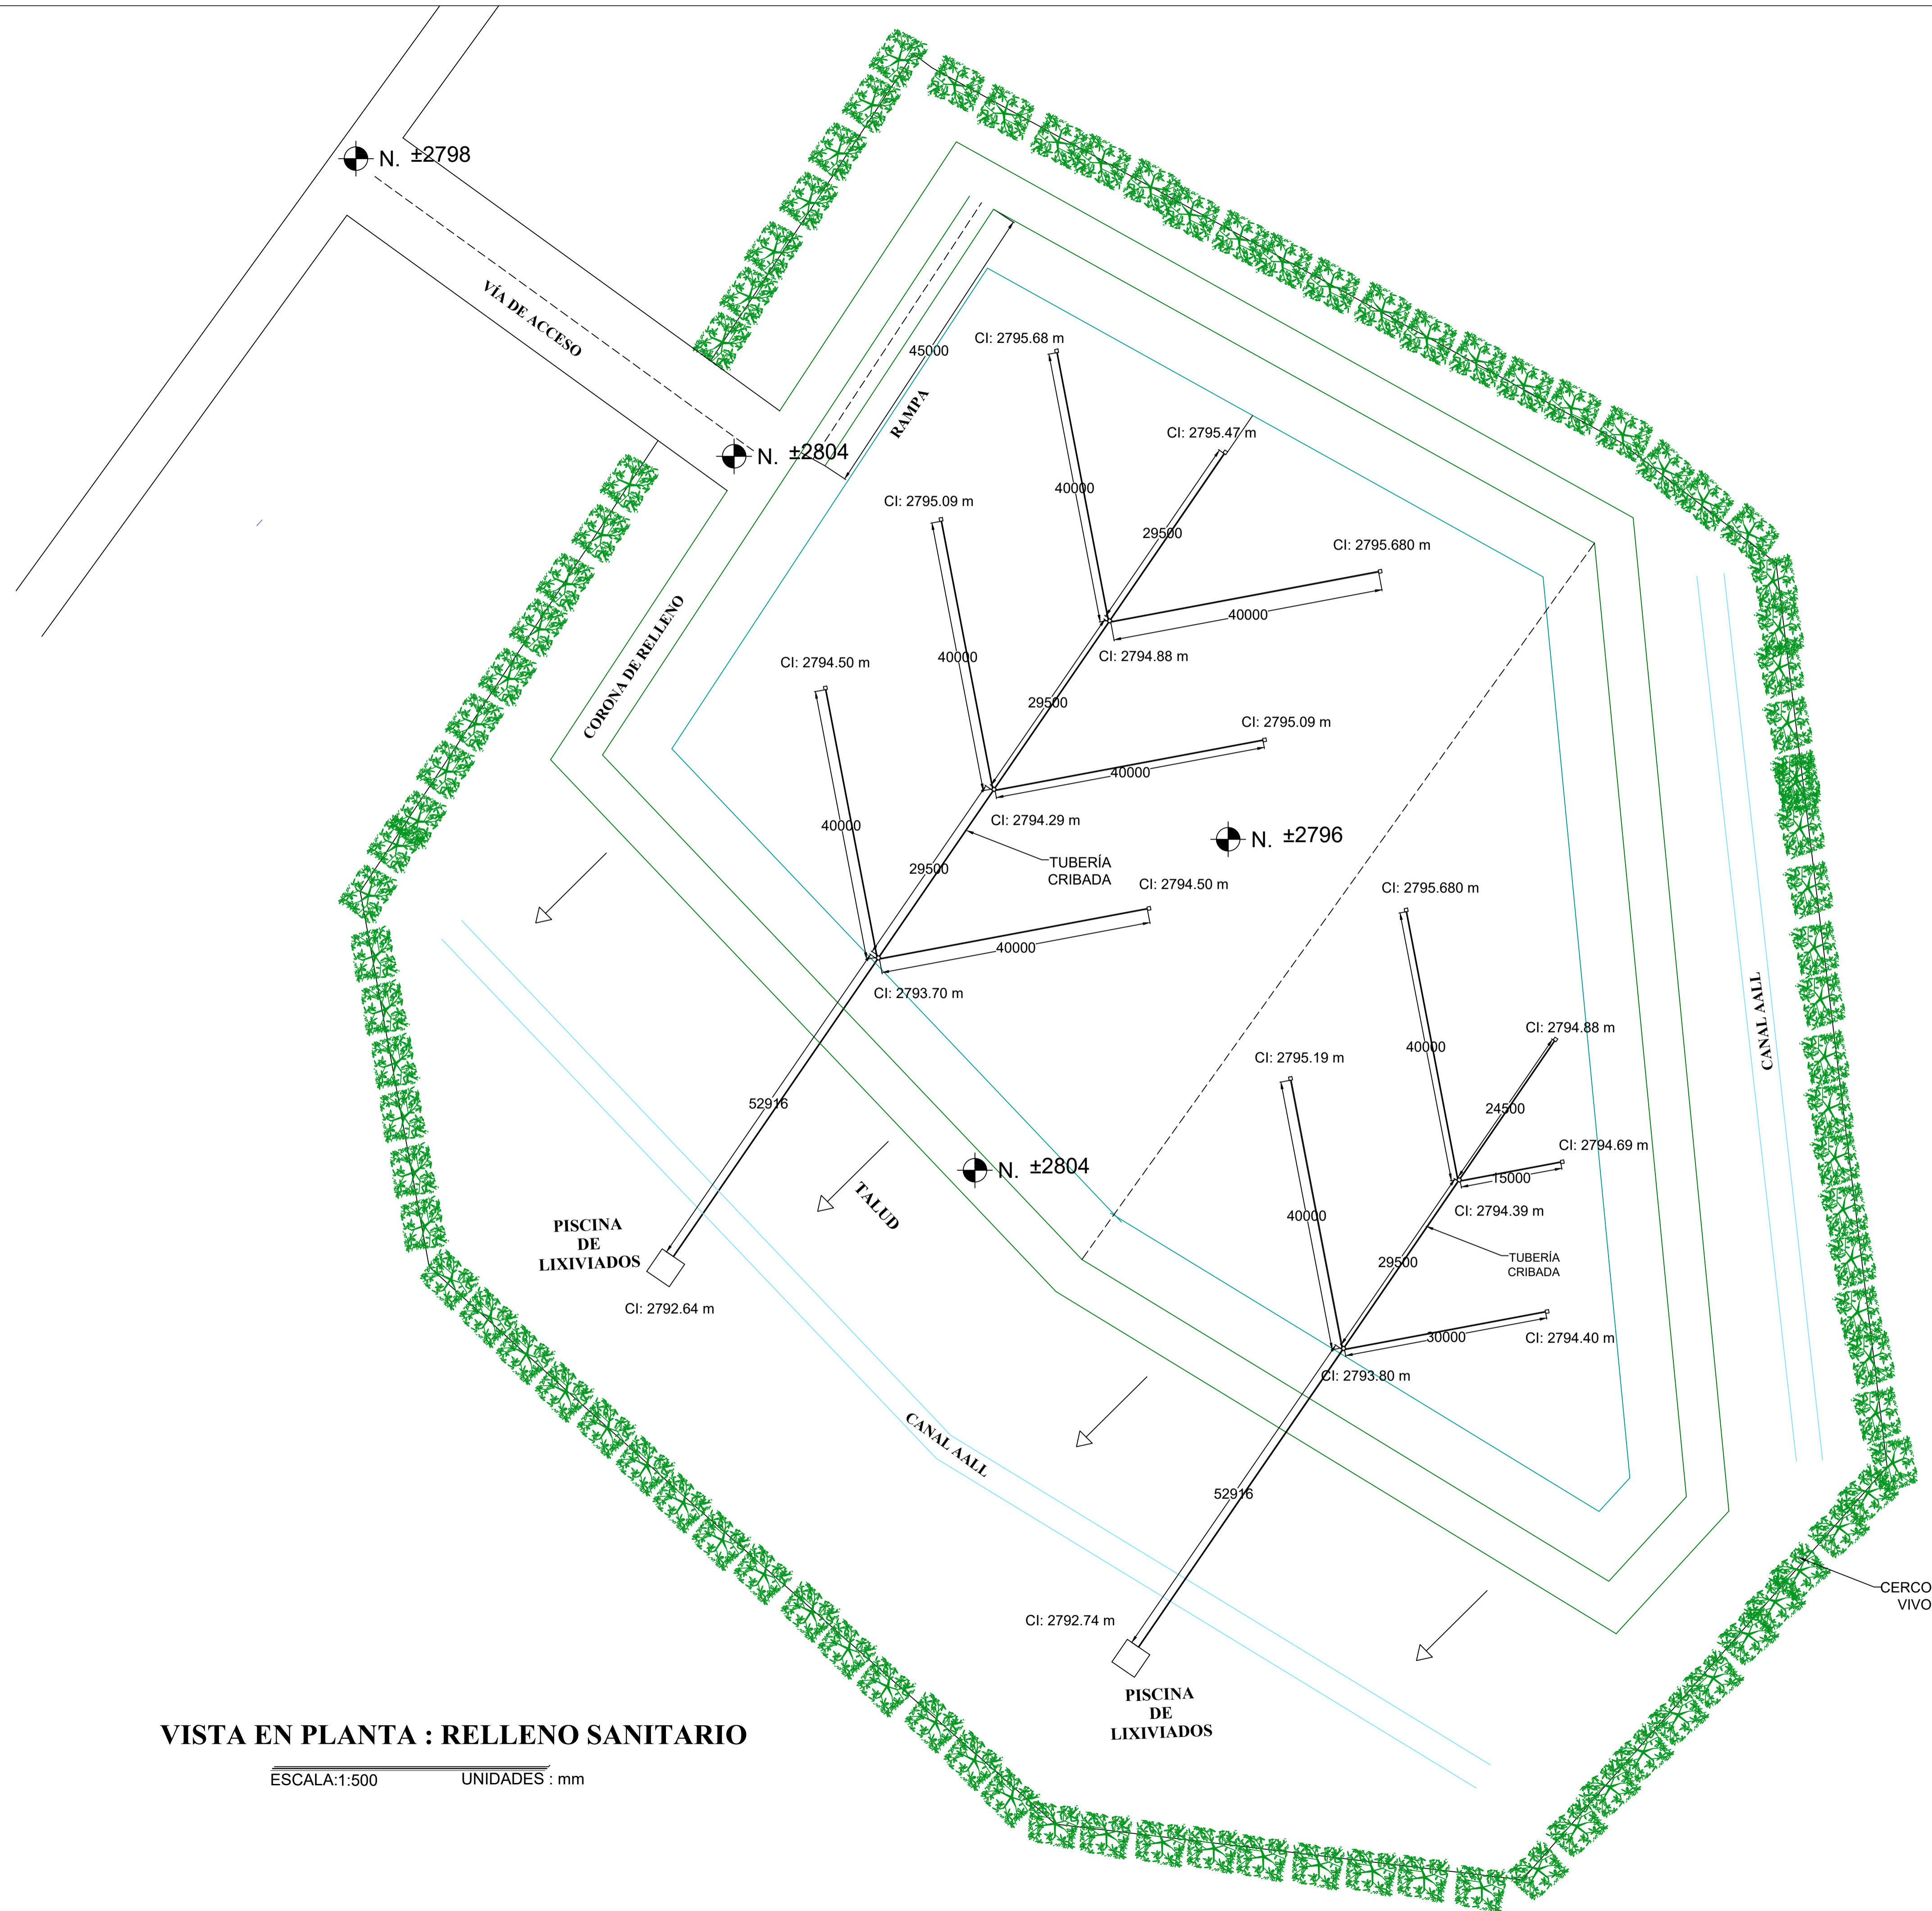 N. ±2798
VÍA DE ACCESO
N. ±2804
45000
RAMPA
CI: 2795.68 m
CI: 2795.47 m
40000
29500
CI: 2795.680 m
40000
CI: 2794.88 m
CI: 2795.09 m
40000
29500
CI: 2795.09 m
40000
CI: 2794.29 m
CORONA DE RELLENO
CI: 2794.50 m
40000
29500
TUBERÍA
CRIBADA
N. ±2796
CI: 2794.50 m
40000
CI: 2793.70 m
CI: 2795.680 m
40000
CI: 2794.88 m
24500
CI: 2794.69 m
15000
CI: 2794.39 m
CANAL AALL
CI: 2795.19 m
40000
29500
TUBERÍA
CRIBADA
30000
CI: 2794.40 m
CI: 2793.80 m
52916
N. ±2804
TALUD
PISCINA
DE
LIXIVIADOS
CI: 2792.64 m
CANAL AALL
52916
CI: 2792.74 m
PISCINA
DE
LIXIVIADOS
CERCO
VIVO
VISTA EN PLANTA : RELLENO SANITARIO
ESCALA:1:500 UNIDADES : mm